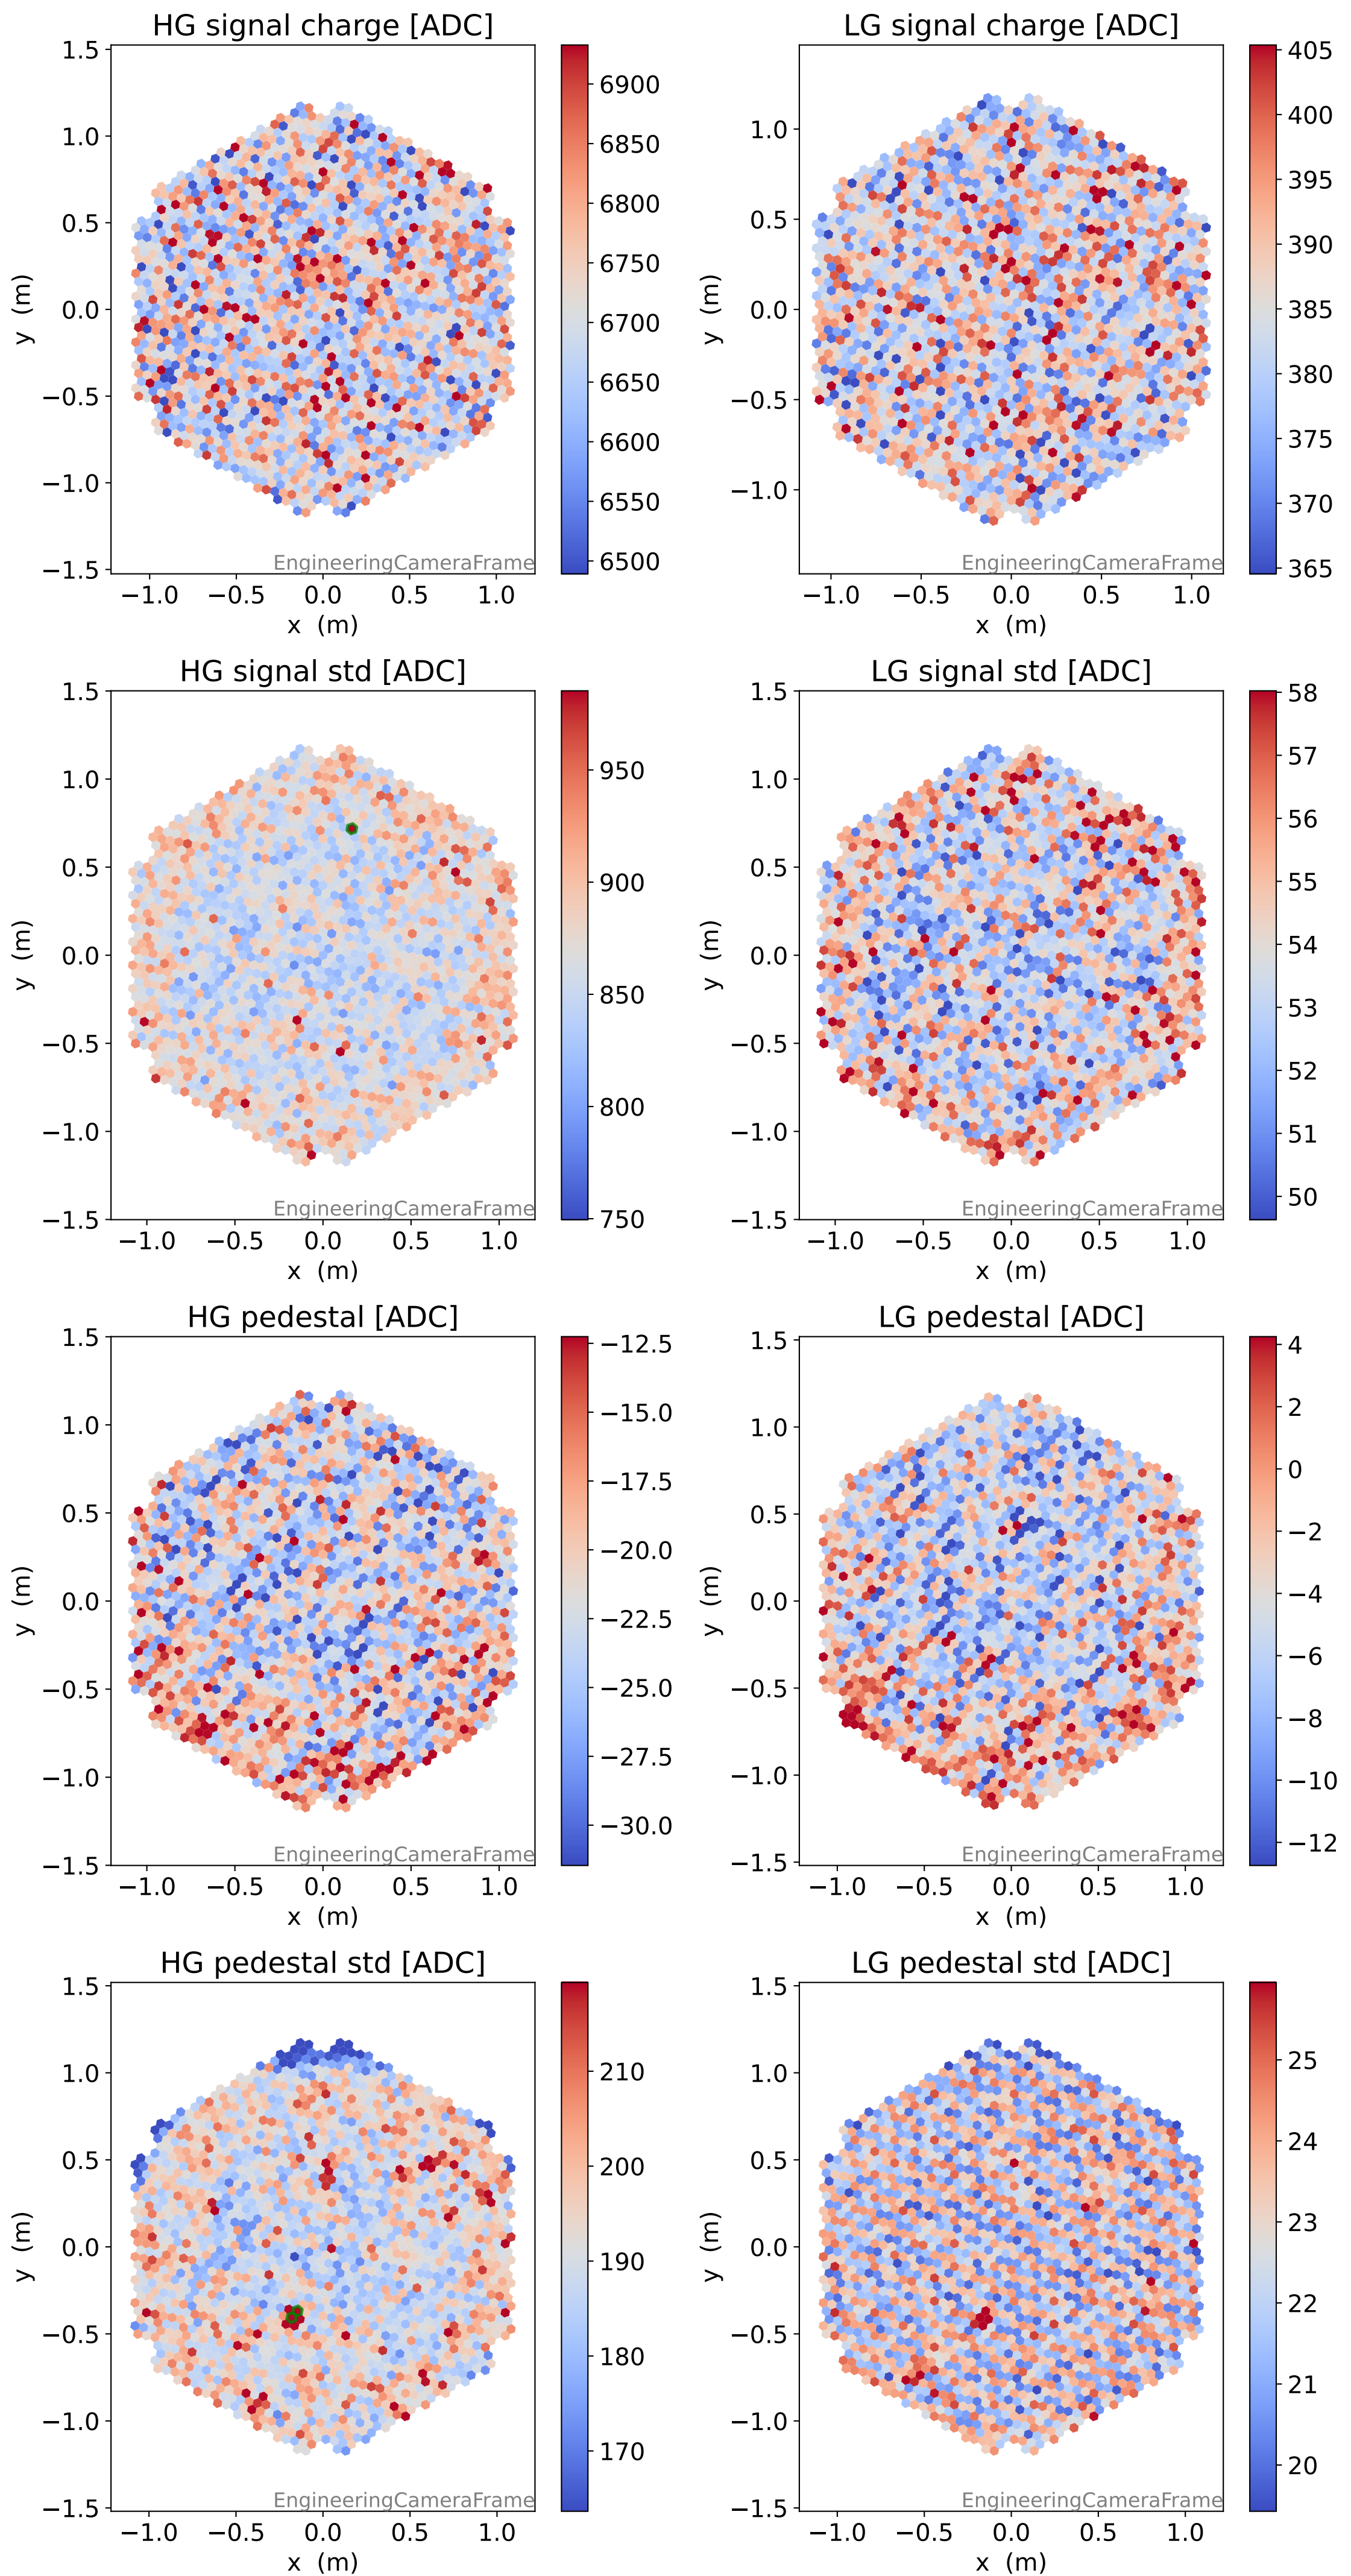 HG signal charge [ADC]
1.5
1.0
0.5
0.0
−0.5
−1.0
−1.5
y (m)
−1.0 −0.5 0.0 0.5 1.0
x (m)
EngineeringCameraFrame
6900
6850
6800
6750
6700
6650
6600
6550
6500
LG signal charge [ADC]
1.0
0.5
0.0
−0.5
−1.0
y (m)
−1.0 −0.5 0.0 0.5 1.0
x (m)
EngineeringCameraFrame
405
400
395
390
385
380
375
370
365
HG signal std [ADC]
1.5
1.0
0.5
0.0
−0.5
−1.0
−1.5
y (m)
−1.0 −0.5 0.0 0.5 1.0
x (m)
EngineeringCameraFrame
950
900
850
800
750
LG signal std [ADC]
1.5
1.0
0.5
0.0
−0.5
−1.0
−1.5
y (m)
−1.0 −0.5 0.0 0.5 1.0
x (m)
EngineeringCameraFrame
58
57
56
55
54
53
52
51
50
HG pedestal [ADC]
1.5
1.0
0.5
0.0
−0.5
−1.0
−1.5
y (m)
−1.0 −0.5 0.0 0.5 1.0
x (m)
EngineeringCameraFrame
−12.5
−15.0
−17.5
−20.0
−22.5
−25.0
−27.5
−30.0
LG pedestal [ADC]
1.5
1.0
0.5
0.0
−0.5
−1.0
−1.5
y (m)
−1.0 −0.5 0.0 0.5 1.0
x (m)
EngineeringCameraFrame
4
2
0
−2
−4
−6
−8
−10
−12
HG pedestal std [ADC]
1.5
1.0
0.5
0.0
−0.5
−1.0
−1.5
y (m)
−1.0 −0.5 0.0 0.5 1.0
x (m)
EngineeringCameraFrame
210
200
190
180
170
LG pedestal std [ADC]
1.5
1.0
0.5
0.0
−0.5
−1.0
−1.5
y (m)
−1.0 −0.5 0.0 0.5 1.0
x (m)
EngineeringCameraFrame
25
24
23
22
21
20